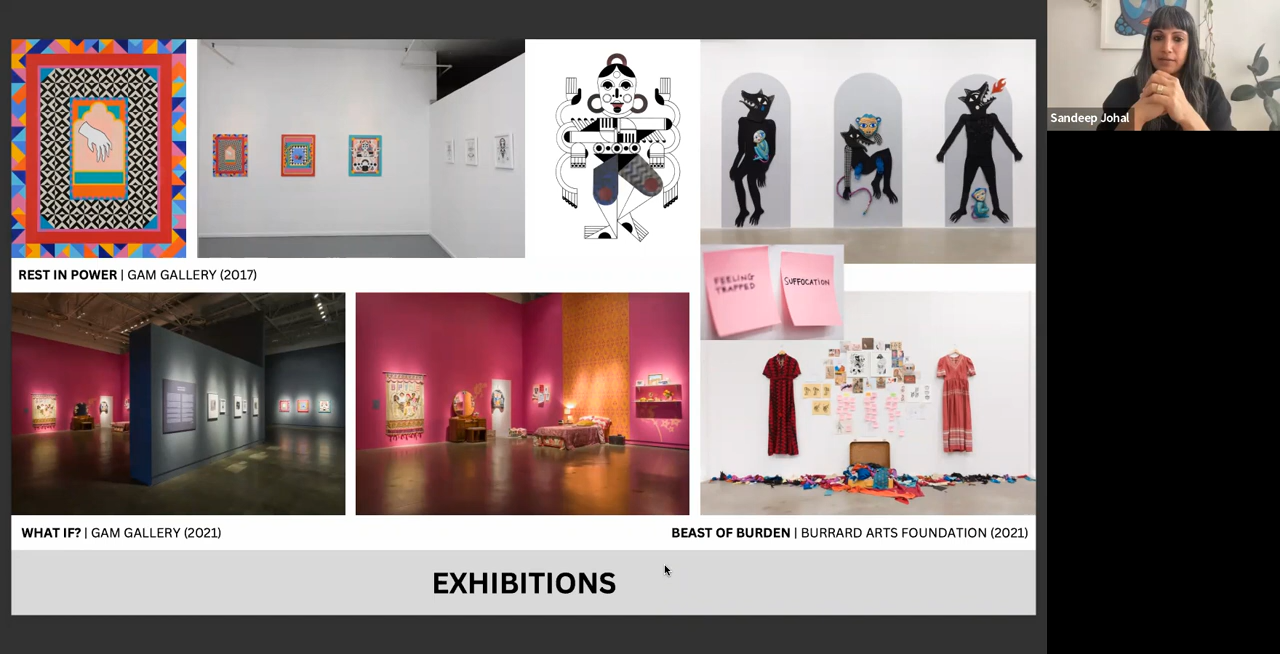 Sandeep Johal
REST IN POWER | GAM GALLERY (2017)
FEELING
TRAPPED
SUFFOCATION
WHAT IF? | GAM GALLERY (2021)
BEAST OF BURDEN | BURRARD ARTS FOUNDATION (2021)
EXHIBITIONS